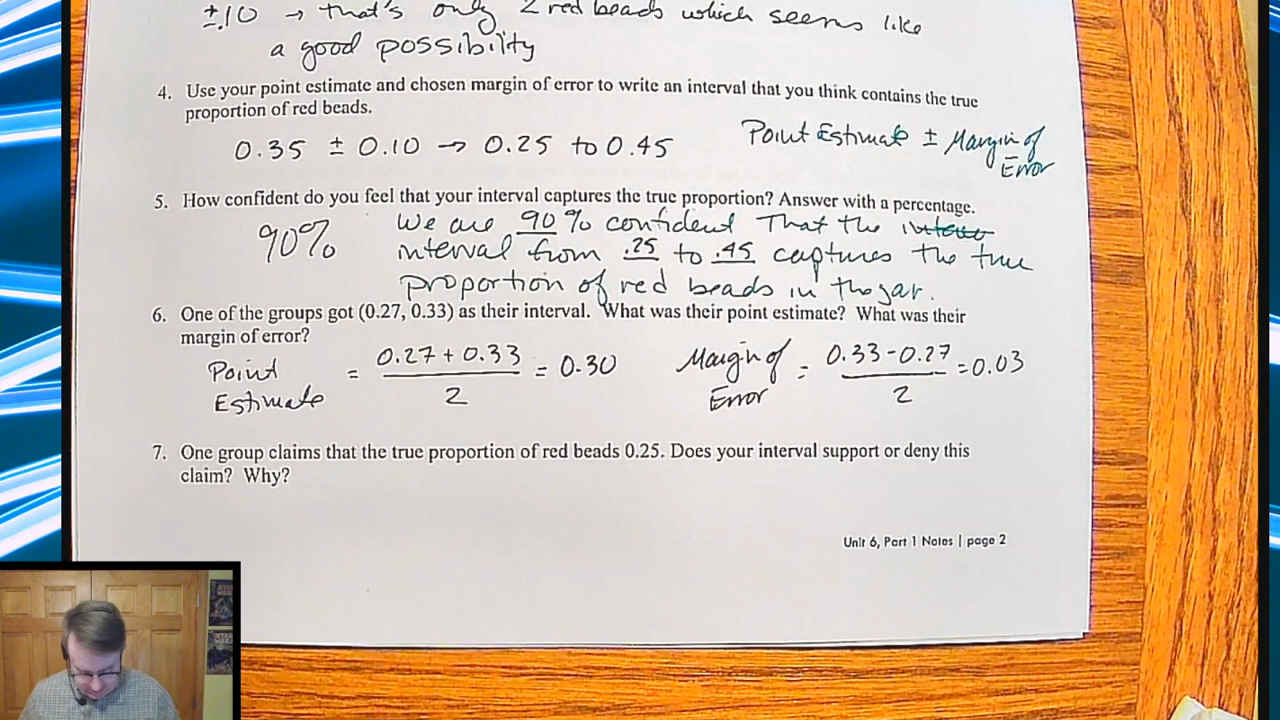 ±.10 → that's only 2 red beads which seems like
a good possibility
4. Use your point estimate and chosen margin of error to write an interval that you think contains the true
proportion of red beads.
0.35 ± 0.10 → 0.25 to 0.45
Point Estimate ± Margin of
Error
5. How confident do you feel that your interval captures the true proportion? Answer with a percentage.
90%
We are 90% confident That the
interval from .25 to .45 captures the true
proportion of red beads in the jar.
6. One of the groups got (0.27, 0.33) as their interval. What was their point estimate? What was their
margin of error?
Point Estimate = 0.27 + 0.33 / 2 = 0.30
Margin of Error = 0.33 - 0.27 / 2 = 0.03
7. One group claims that the true proportion of red beads 0.25. Does your interval support or deny this
claim? Why?
Unit 6, Part 1 Notes | page 2